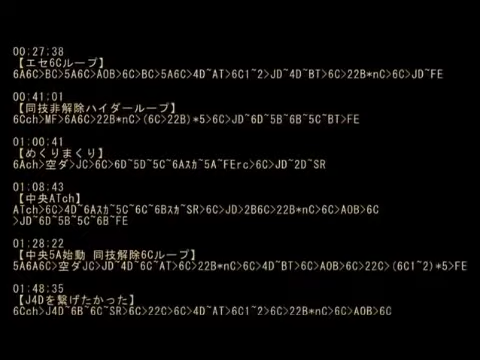 00:27:38
【エセ6Cループ】
6A6C>BC>5A6C>AOB>6C>BC>5A6C>4D~AT>6C1~2>JD~4D~BT>6C>22B*nC>6C>JD~FE
00:41:01
【同技非解除ハイダーループ】
6Cch>MF>6A6C>22B*nC>(6C>22B)*5>6C>JD~6D~5B~6B~5C~BT>FE
01:00:41
【めくりまくり】
6Ach>空ダ>JC>6C>6D~5D~5C~6Aｽｶ~5A~FErc>6C>JD~2D~SR
01:08:43
【中央ATch】
ATch>6C>4D~6Aｽｶ~5C~6C~6Bｽｶ~SR>6C>JD>2B6C>22B*nC>6C>AOB>6C
>JD~6D~5B~5C~6B~FE
01:28:22
【中央5A始動 同技解除6Cループ】
5A6A6C>空ダJC>JD~4D~6C~AT>6C>22B*nC>6C>4D~BT>6C>AOB>6C>22C>(6C1~2)*5>FE
01:48:35
【J4Dを繋げたかった】
6Cch>J4D~6B~6C~SR>6C>22C>6C>4D~AT>6C1~2>6C>22B*nC>6C>AOB>6C